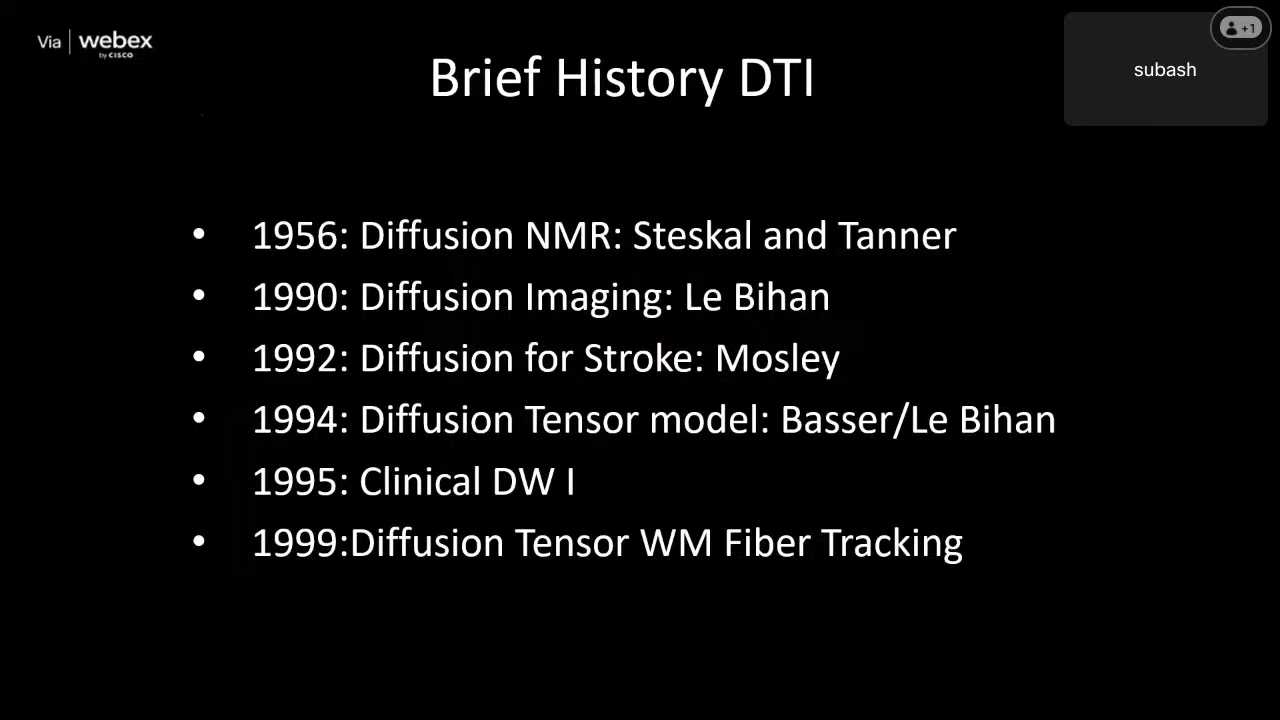 Via webex
by CISCO
+1
subash
Brief History DTI
• 1956: Diffusion NMR: Steskal and Tanner
• 1990: Diffusion Imaging: Le Bihan
• 1992: Diffusion for Stroke: Mosley
• 1994: Diffusion Tensor model: Basser/Le Bihan
• 1995: Clinical DW I
• 1999:Diffusion Tensor WM Fiber Tracking